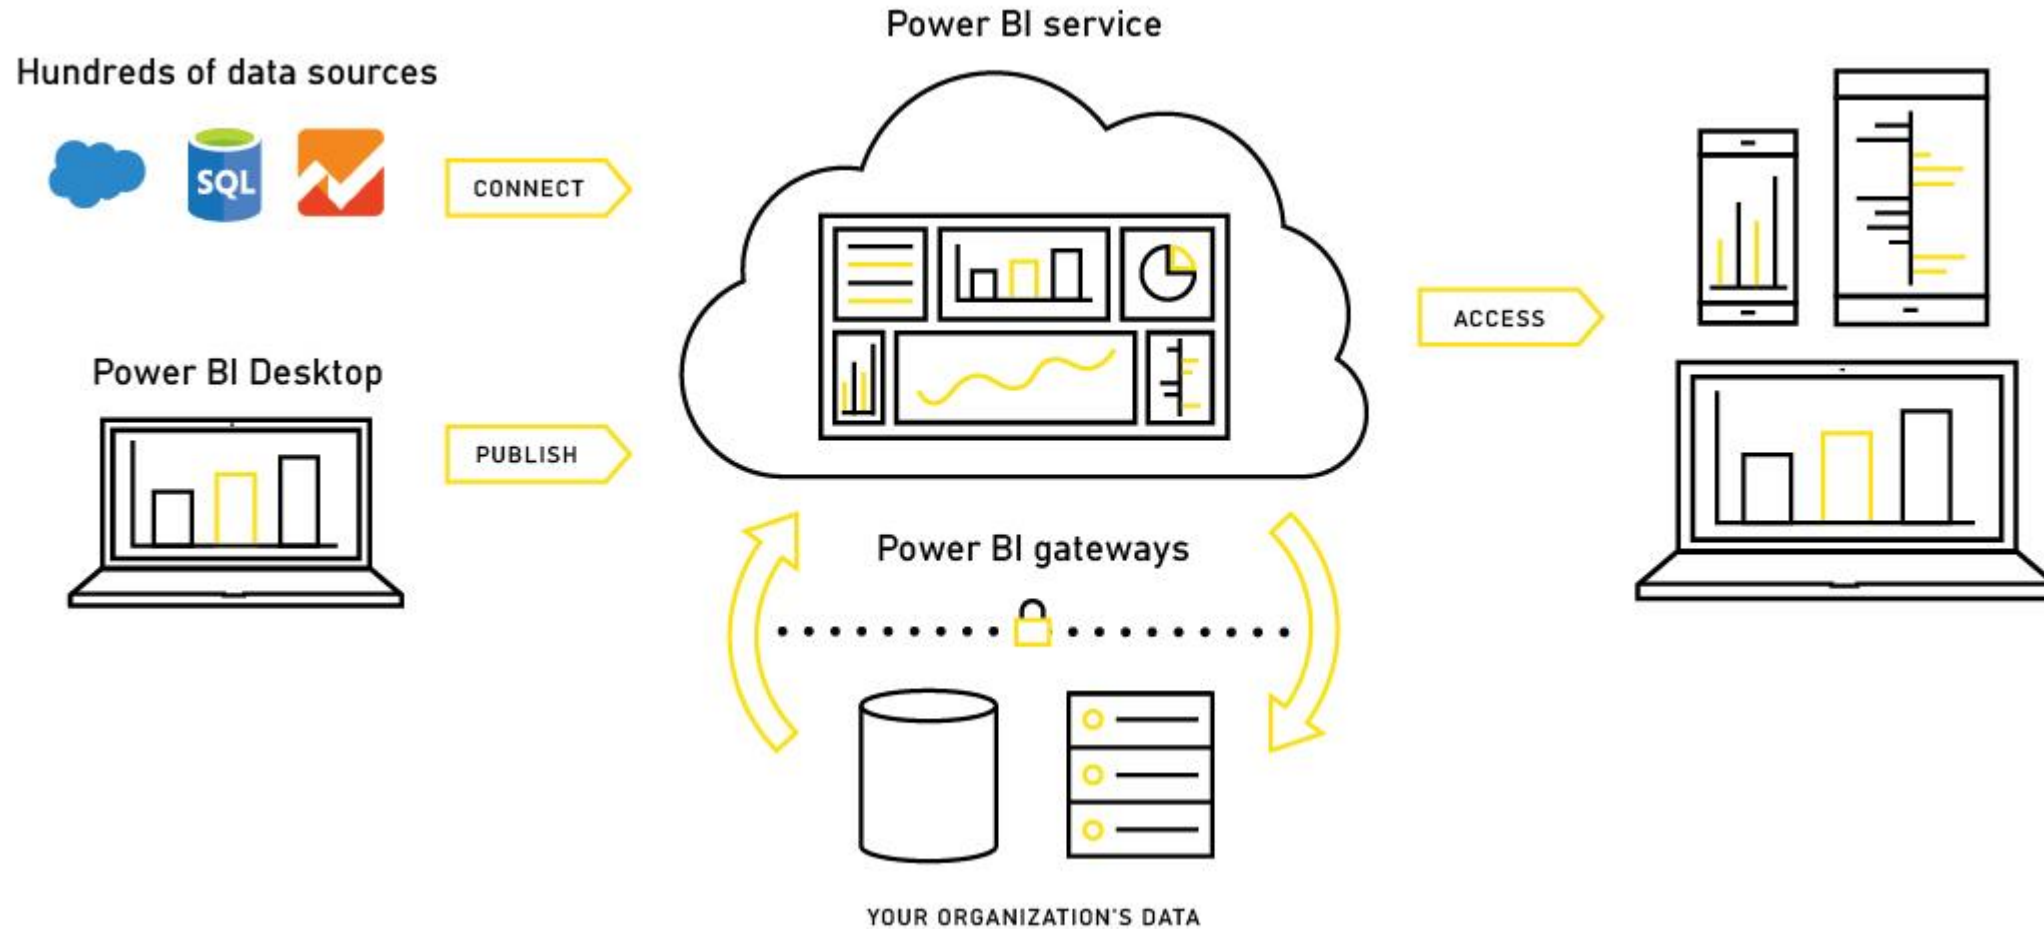 Power BI service
Hundreds of data sources
SQL
CONNECT
ACCESS
Power BI Desktop
PUBLISH
Power BI gateways
YOUR ORGANIZATION'S DATA